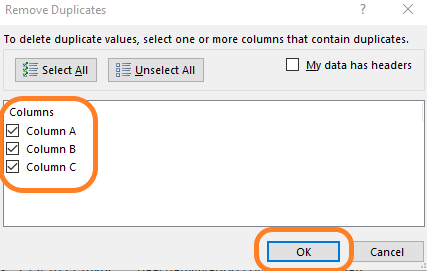 Remove Duplicates ? ×
To delete duplicate values, select one or more columns that contain duplicates.
Select All Unselect All My data has headers
Columns
Column A
Column B
Column C
OK Cancel